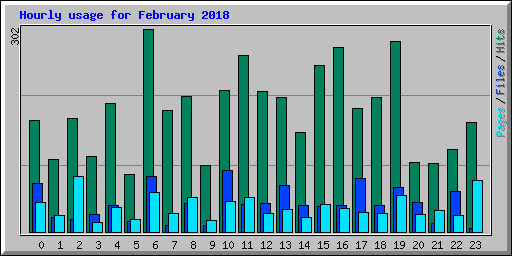 Hourly usage for February 2018
302
Pages/Files/Hits
0 1 2 3 4 5 6 7 8 9 10 11 12 13 14 15 16 17 18 19 20 21 22 23